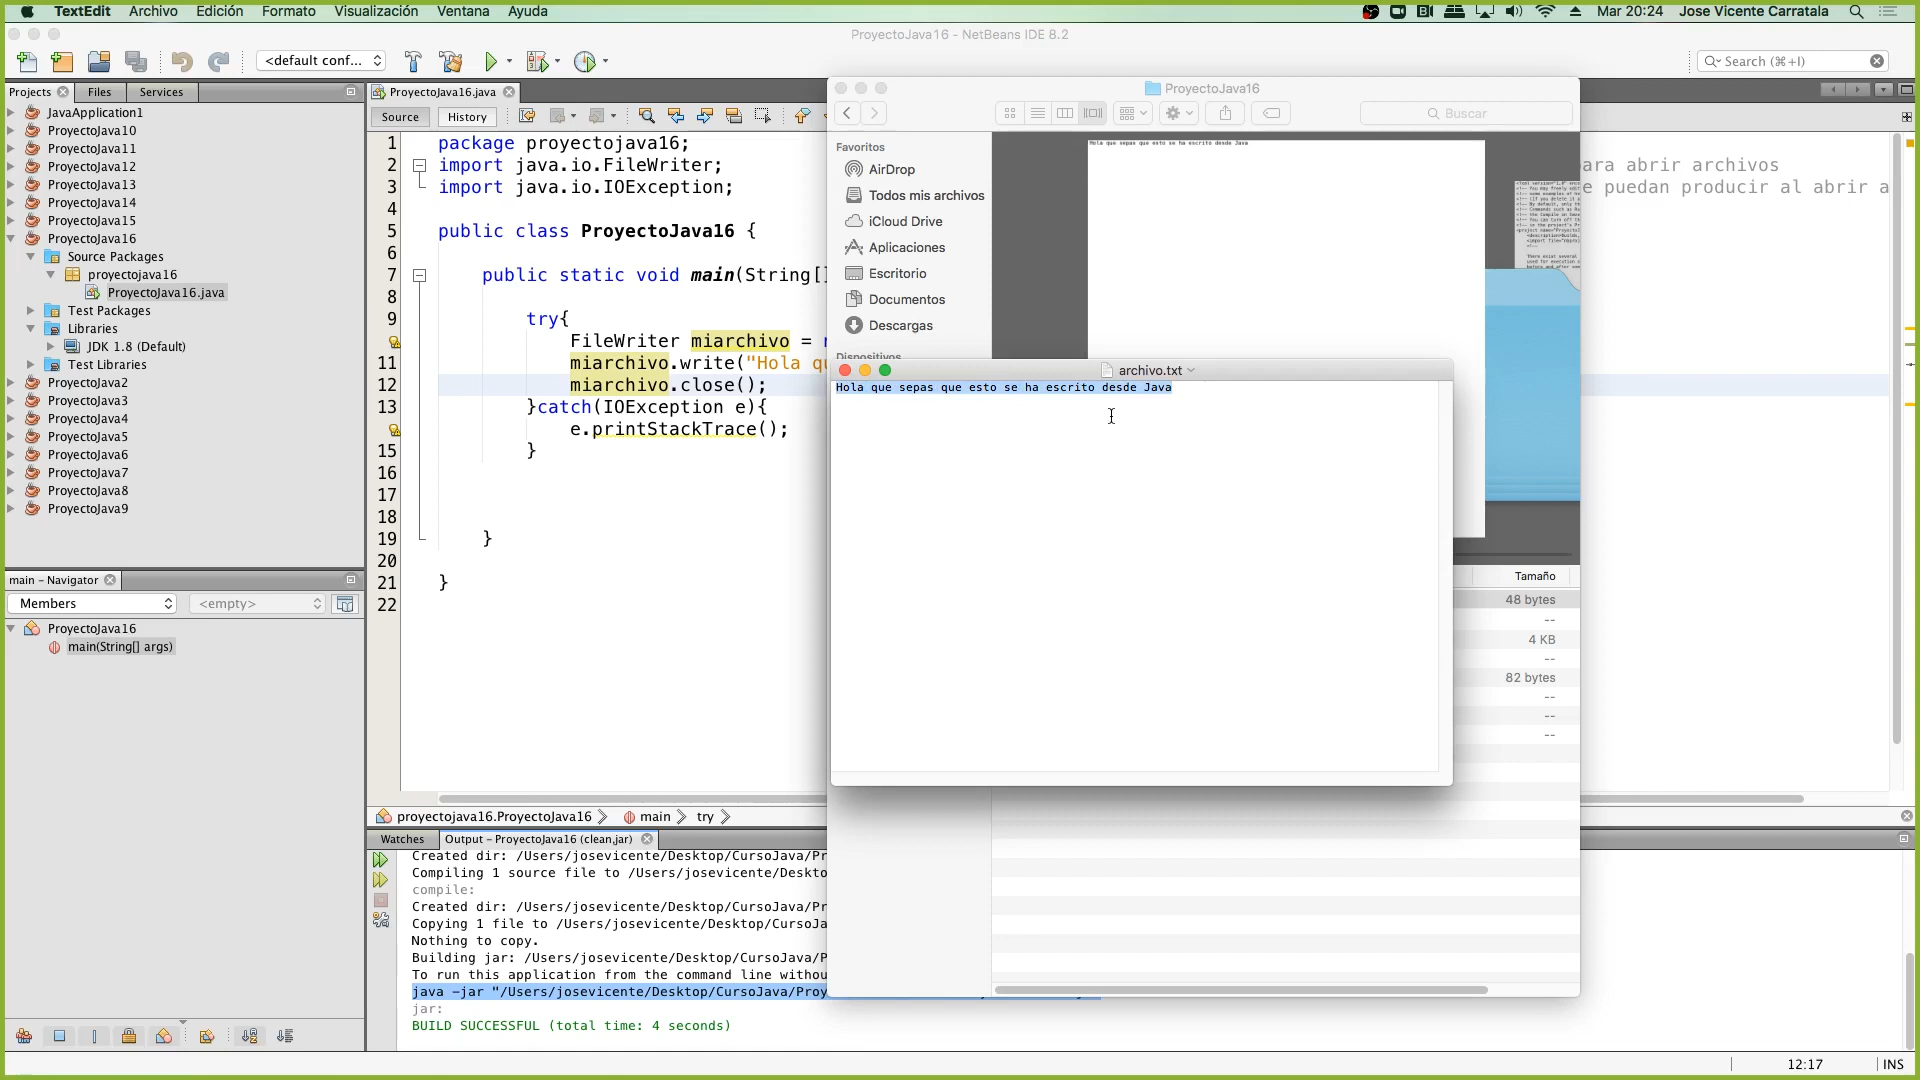 TextEdit Archivo Edición Formato Visualización Ventana Ayuda
Mar 20:24 Jose Vicente Carratala
ProyectoJava16 - NetBeans IDE 8.2
<default conf...
Search (⌘+I)
Projects Files Services
JavaApplication1
ProyectoJava10
ProyectoJava11
ProyectoJava12
ProyectoJava13
ProyectoJava14
ProyectoJava15
ProyectoJava16
Source Packages
proyectojava16
ProyectoJava16.java
Test Packages
Libraries
JDK 1.8 (Default)
Test Libraries
ProyectoJava2
ProyectoJava3
ProyectoJava4
ProyectoJava5
ProyectoJava6
ProyectoJava7
ProyectoJava8
ProyectoJava9
main - Navigator
Members <empty>
ProyectoJava16
main(String[] args)
ProyectoJava16.java
Source History
1 package proyectojava16;
2 import java.io.FileWriter; para abrir archivos
3 import java.io.IOException; e puedan producir al abrir a
4
5 public class ProyectoJava16 {
6
7 public static void main(String[]
8
9 try{
FileWriter miarchivo =
11 miarchivo.write("Hola qu
12 miarchivo.close();
13 }catch(IOException e){
e.printStackTrace();
15 }
16
17
18
19 }
20
21 }
22
proyectojava16.ProyectoJava16 main try
Watches Output - ProyectoJava16 (clean,jar)
Created dir: /Users/josevicente/Desktop/CursoJava/Pr
Compiling 1 source file to /Users/josevicente/Deskto
compile:
Created dir: /Users/josevicente/Desktop/CursoJava/Pr
Copying 1 file to /Users/josevicente/Desktop/CursoJa
Nothing to copy.
Building jar: /Users/josevicente/Desktop/CursoJava/P
To run this application from the command line withou
java -jar "/Users/josevicente/Desktop/CursoJava/Proy
jar:
BUILD SUCCESSFUL (total time: 4 seconds)
12:17 INS
ProyectoJava16
Buscar
Favoritos
AirDrop
Todos mis archivos
iCloud Drive
Aplicaciones
Escritorio
Documentos
Descargas
Dispositivos
Hola que sepas que esto se ha escrito desde Java
archivo.txt
Hola que sepas que esto se ha escrito desde Java
Tamaño
48 bytes
--
4 KB
--
82 bytes
--
--
--